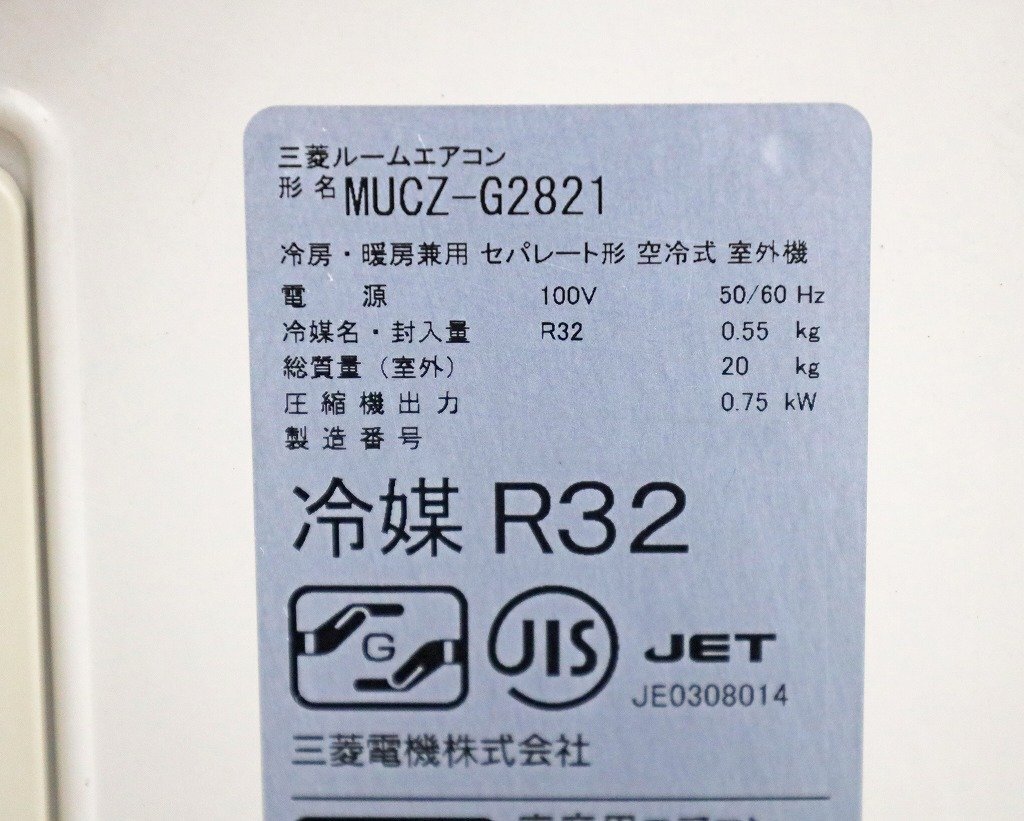 三菱ルームエアコン
形名 MUCZ-G2821
冷房・暖房兼用 セパレート形 空冷式 室外機
電 源 100V 50/60 Hz
冷媒名・封入量 R32 0.55 kg
総質量（室外） 20 kg
圧縮機出力 0.75 kW
製造番号
冷媒 R32
G JIS JET
JE0308014
三菱電機株式会社